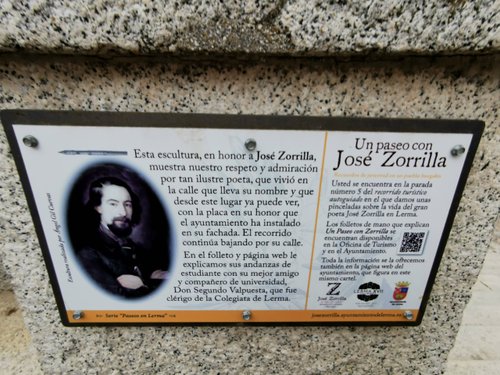 Esta escultura, en honor a José Zorrilla,
muestra nuestro respeto y admiración
por tan ilustre poeta, que vivió en
la calle que lleva su nombre y que
desde este lugar ya puede ver,
con la placa en su honor que
el ayuntamiento ha instalado
en su fachada. El recorrido
continúa bajando por su calle.
En el folleto y página web le
explicamos sus andanzas de
estudiante con su mejor amigo
y compañero de universidad,
Don Segundo Valpuesta, que fue
clérigo de la Colegiata de Lerma.
Serie "Paseos en Lerma"
Un paseo con
José Zorrilla
Usted se encuentra en la parada
número 5 del recorrido turístico
autoguiado en el que damos unas
pinceladas sobre la vida del gran
poeta José Zorrilla en Lerma.
Los folletos de mano que explican
Un Paseo con Zorrilla se
encuentran disponibles
en la Oficina de Turismo
y en el Ayuntamiento.
Toda la información se la ofrecemos
también en la página web del
ayuntamiento, que figura en este
mismo cartel.
José Zorrilla
LERMA
josezorrilla.ayuntamientodelerma.es